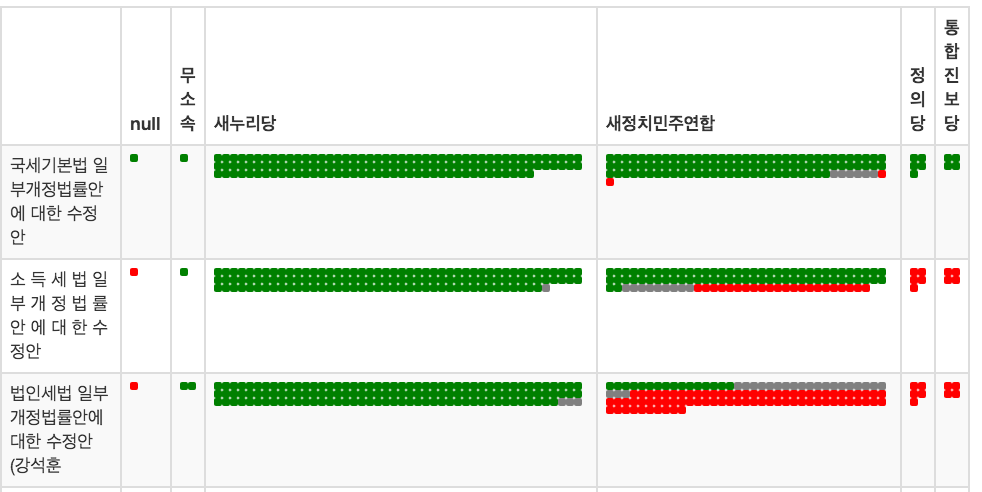 null
무
소
속
새누리당
새정치민주연합
정
의
당
통
합
진
보
당
국세기본법 일
부개정법률안
에 대한 수정
안
소 득 세 법 일
부 개 정 법 률
안 에 대 한 수
정안
법인세법 일부
개정법률안에
대한 수정안
(강석훈